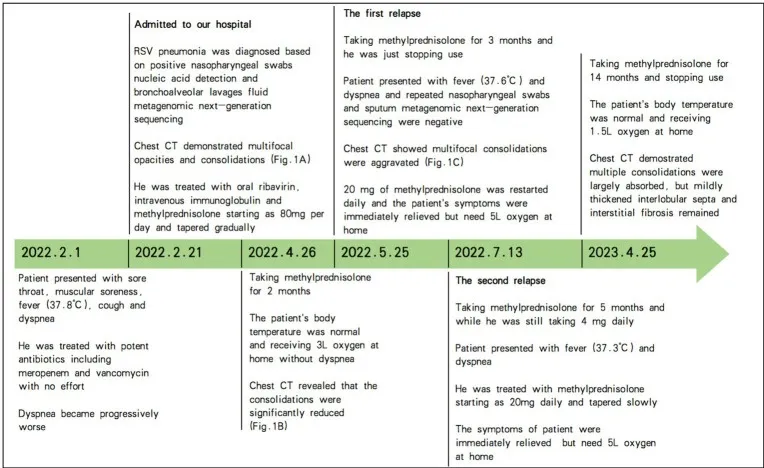 Admitted to our hospital
RSV pneumonia was diagnosed based
on positive nasopharyngeal swabs
nucleic acid detection and
bronchoalveolar lavages fluid
metagenomic next-generation
sequencing
Chest CT demonstrated multifocal
opacities and consolidations (Fig.1A)
He was treated with oral ribavirin,
intravenous immunoglobulin and
methylprednisolone starting as 80mg per
day and tapered gradually
The first relapse
Taking methylprednisolone for 3 months and
he was just stopping use
Patient presented with fever (37.6℃) and
dyspnea and repeated nasopharyngeal swabs
and sputum metagenomic next-generation
sequencing were negative
Chest CT showed multifocal consolidations
were aggravated (Fig.1C)
20 mg of methylprednisolone was restarted
daily and the patient's symptoms were
immediately relieved but need 5L oxygen at
home
Taking methylprednisolone for
14 months and stopping use
The patient's body temperature
was normal and receiving
1.5L oxygen at home
Chest CT demostrated
multiple consolidations were
largely absorbed, but mildly
thickened interlobular septa and
interstitial fibrosis remained
2022.2.1
2022.2.21
2022.4.26
2022.5.25
2022.7.13
2023.4.25
Patient presented with sore
throat, muscular soreness,
fever (37.8℃), cough and
dyspnea
He was treated with potent
antibiotics including
meropenem and vancomycin
with no effort
Dyspnea became progressively
worse
Taking methylprednisolone
for 2 months
The patient's body
temperature was normal
and receiving 3L oxygen at
home without dyspnea
Chest CT revealed that the
consolidations were
significantly reduced
(Fig.1B)
The second relapse
Taking methylprednisolone for 5 months and
while he was still taking 4 mg daily
Patient presented with fever (37.3℃) and
dyspnea
He was treated with methylprednisolone
starting as 20mg daily and tapered slowly
The symptoms of patient were
immediately relieved but need 5L oxygen
at home